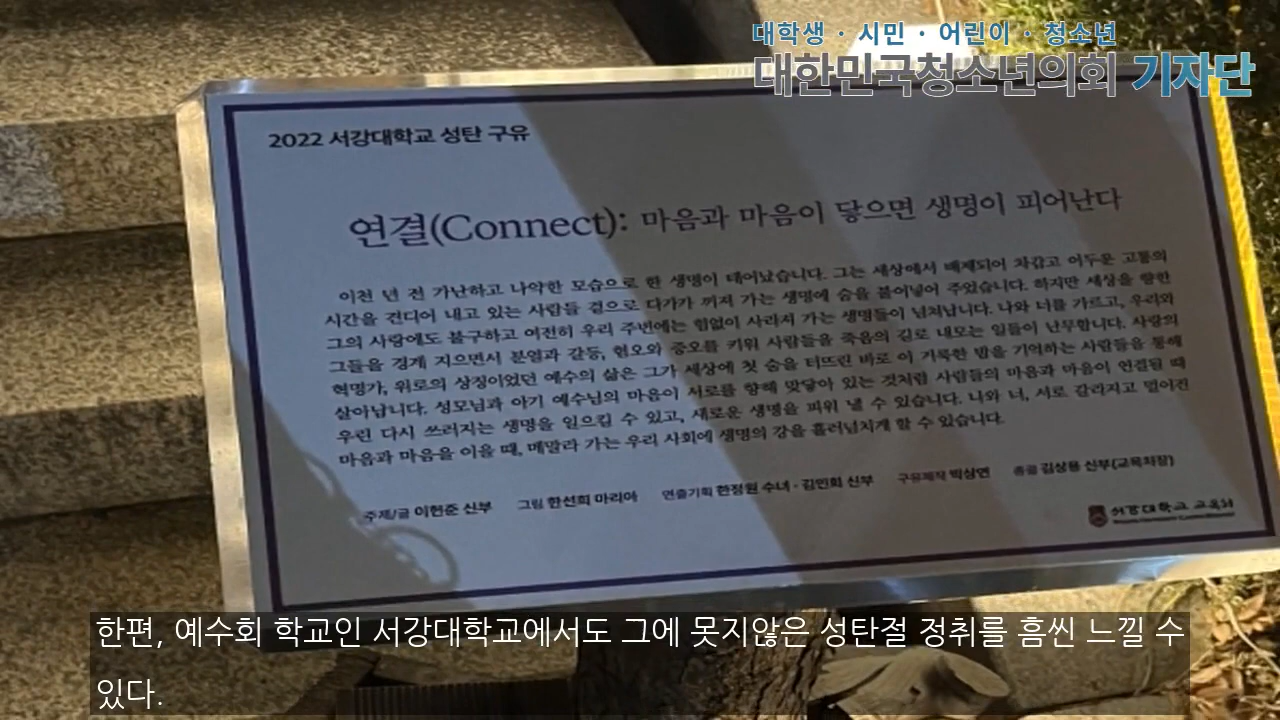 대학생 · 시민 · 어린이 · 청소년
대한민국청소년의회 기자단
2022 서강대학교 성탄 구유
연결(Connect): 마음과 마음이 닿으면 생명이 피어난다
이천 년 전 가난하고 나약한 모습으로 한 생명이 태어났습니다. 그는 세상에서 배제되어 차갑고 어두운 고통의
시간을 견디어 내고 있는 사람들 곁으로 다가가 꺼져 가는 생명에 숨을 불어넣어 주었습니다. 하지만 세상을 향한
그의 사랑에도 불구하고 여전히 우리 주변에는 힘없이 사라져 가는 생명들이 넘쳐납니다. 나와 너를 가르고, 우리와
그들을 경계 지으면서 분열과 갈등, 혐오와 증오를 키워 사람들을 죽음의 길로 내모는 일들이 난무합니다. 사랑의
혁명가, 위로의 상징이었던 예수의 삶은 그가 세상에 첫 숨을 터뜨린 바로 이 거룩한 밤을 기억하는 사람들을 통해
살아납니다. 성모님과 아기 예수님의 마음이 서로를 향해 맞닿아 있는 것처럼 사람들의 마음과 마음이 연결될 때
우린 다시 쓰러지는 생명을 일으킬 수 있고, 새로운 생명을 피워 낼 수 있습니다. 나와 너, 서로 갈라지고 멀어진
마음과 마음을 이을 때, 메말라 가는 우리 사회에 생명의 강을 흘러넘치게 할 수 있습니다.
주제/글 이헌준 신부 그림 한선희 마리아 연출기획 한정원 수녀 · 김민회 신부 구유제작 박상연 총괄 김상용 신부(교목처장)
서강대학교 교목처
한편, 예수회 학교인 서강대학교에서도 그에 못지않은 성탄절 정취를 흠씬 느낄 수
있다.